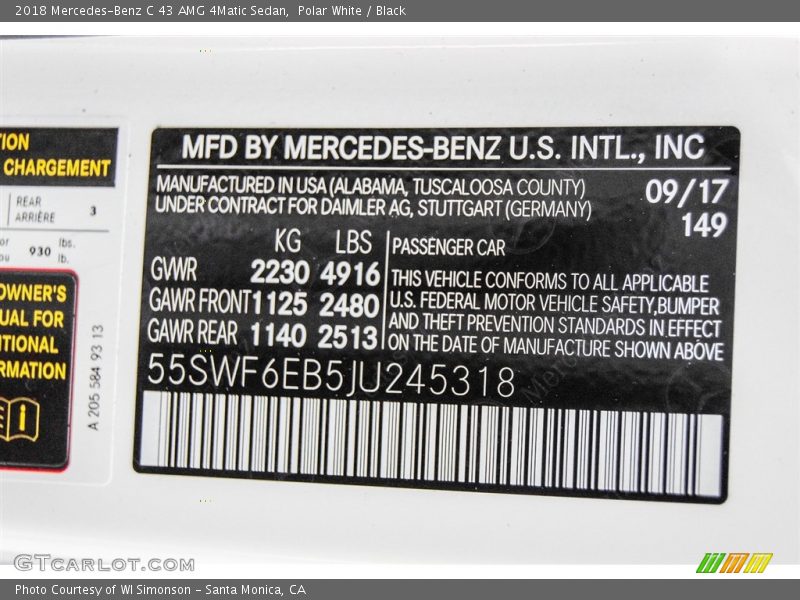 2018 Mercedes-Benz C 43 AMG 4Matic Sedan,  Polar White / Black
TION
CHARGEMENT
REAR
ARRIÈRE
3
or
ou
930
lbs.
lb.
OWNER'S
UAL FOR
ITIONAL
RMATION
A 205 584 93 13
MFD BY MERCEDES-BENZ U.S. INTL., INC
MANUFACTURED IN USA (ALABAMA, TUSCALOOSA COUNTY)
UNDER CONTRACT FOR DAIMLER AG, STUTTGART (GERMANY)
09/17
149
KG LBS
GWWR 2230 4916
GAWR FRONT 1125 2480
GAWR REAR 1140 2513
PASSENGER CAR
THIS VEHICLE CONFORMS TO ALL APPLICABLE
U.S. FEDERAL MOTOR VEHICLE SAFETY,BUMPER
AND THEFT PREVENTION STANDARDS IN EFFECT
ON THE DATE OF MANUFACTURE SHOWN ABOVE
55SWF6EB5JU245318
GTCARLOT.COM
Photo Courtesy of WI Simonson - Santa Monica, CA